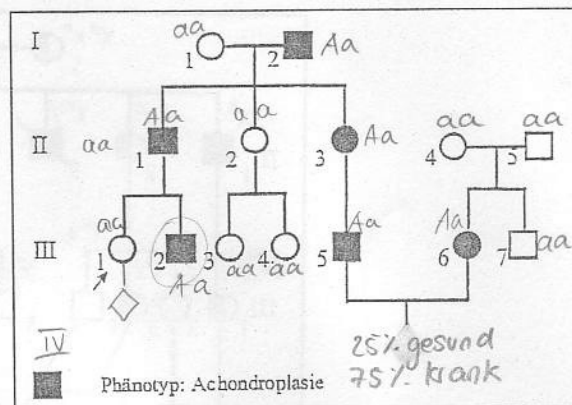 I
aa
1
2
Aa
II
aa
Aa
1
aa
2
3
Aa
aa
4
aa
5
III
aa
1
2
Aa
3
aa
4
aa
Aa
5
Aa
6
7
aa
IV
25% gesund
75% krank
Phänotyp: Achondroplasie